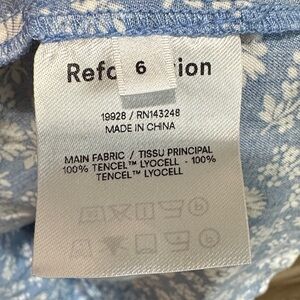 Refo 6 ion
19928 / RN143248
MADE IN CHINA
MAIN FABRIC / TISSU PRINCIPAL
100% TENCEL™ LYOCELL - 100%
TENCEL™ LYOCELL